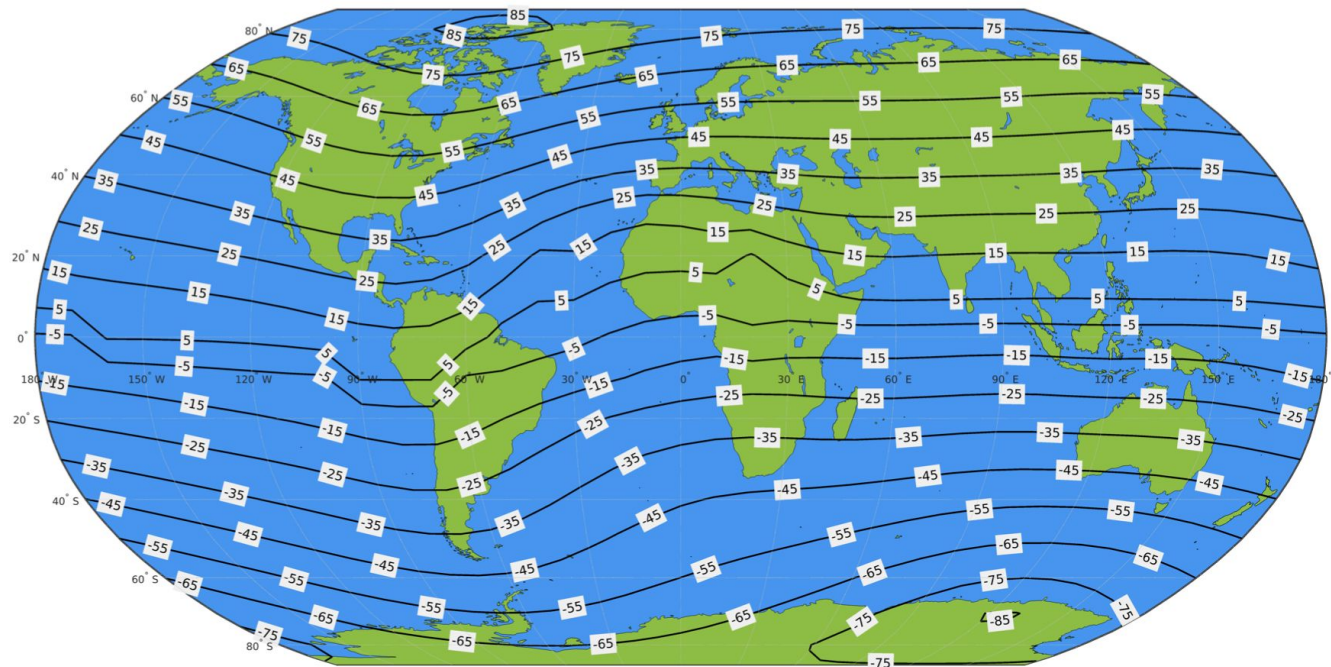 85
80° N 75 85 75 75 75
65 75 75 65 65 65 65
60° N 55 65 65 55 55 55 55 55
45 55 55 45 45 45 45 45
40° N 35 45 45 35 35 35 35 35
25 35 35 35 25 25 25 25 25
20° N 15 25 25 25 15 15 15 15 15 15
5 15 15 15 5 5 5 5 5 5
0° -5 5 5 5 -5 -5 -5 -5 -5 -5
-5 -5 -5 -15 -15 -15 -15 -15
180° W -15 150° W 120° W 90° W 60° W 30° W 0° 30° E 60° E 90° E 120° E 150° E 180°
-15 -15 -15 -25 -25 -25 -25 -25
20° S -25 -25 -25 -25 -35 -35 -35 -35
-35 -35 -35 -35 -35 -45 -45 -45 -45
40° S -45 -45 -45 -45 -45 -55 -55 -55
-55 -55 -55 -55 -55 -65 -65 -65
60° S -65 -65 -65 -65 -65 -75 -75 -75
80° S -75 -85
-75